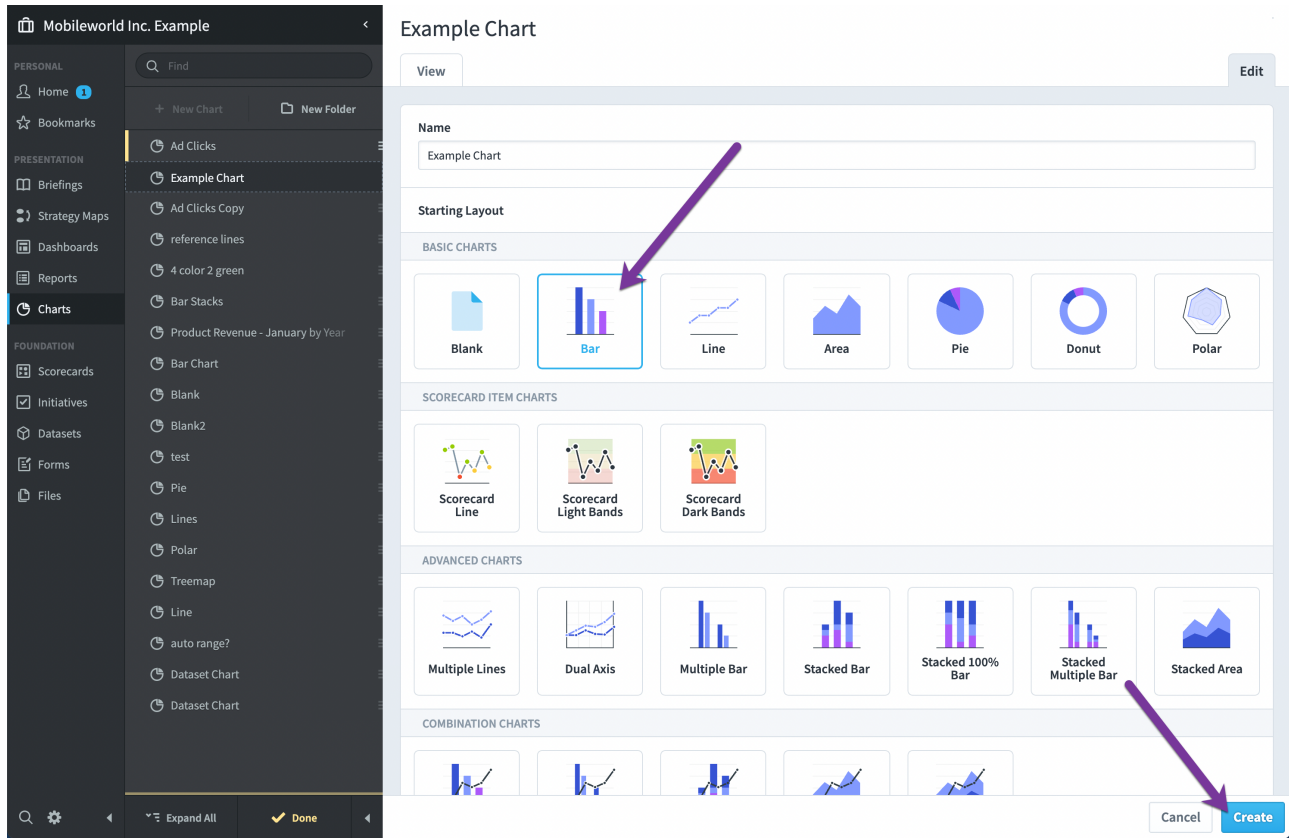 Mobileworld Inc. Example
PERSONAL
Home 1
Bookmarks
PRESENTATION
Briefings
Strategy Maps
Dashboards
Reports
Charts
FOUNDATION
Scorecards
Initiatives
Datasets
Forms
Files
Find
New Chart
New Folder
Ad Clicks
Example Chart
Ad Clicks Copy
reference lines
4 color 2 green
Bar Stacks
Product Revenue - January by Year
Bar Chart
Blank
Blank2
test
Pie
Lines
Polar
Treemap
Line
auto range?
Dataset Chart
Dataset Chart
Expand All
Done
Example Chart
View
Edit
Name
Example Chart
Starting Layout
BASIC CHARTS
Blank
Bar
Line
Area
Pie
Donut
Polar
SCORECARD ITEM CHARTS
Scorecard
Line
Scorecard
Light Bands
Scorecard
Dark Bands
ADVANCED CHARTS
Multiple Lines
Dual Axis
Multiple Bar
Stacked Bar
Stacked 100%
Bar
Stacked
Multiple Bar
Stacked Area
COMBINATION CHARTS
Cancel
Create